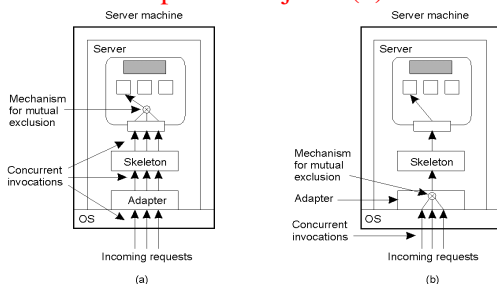 Server machine
Server
Mechanism
for mutual
exclusion
Concurrent
invocations
Skeleton
Adapter
OS
Incoming requests
(a)
Server machine
Server
Mechanism
for mutual
exclusion
Skeleton
Adapter
OS
Concurrent
invocations
Incoming requests
(b)